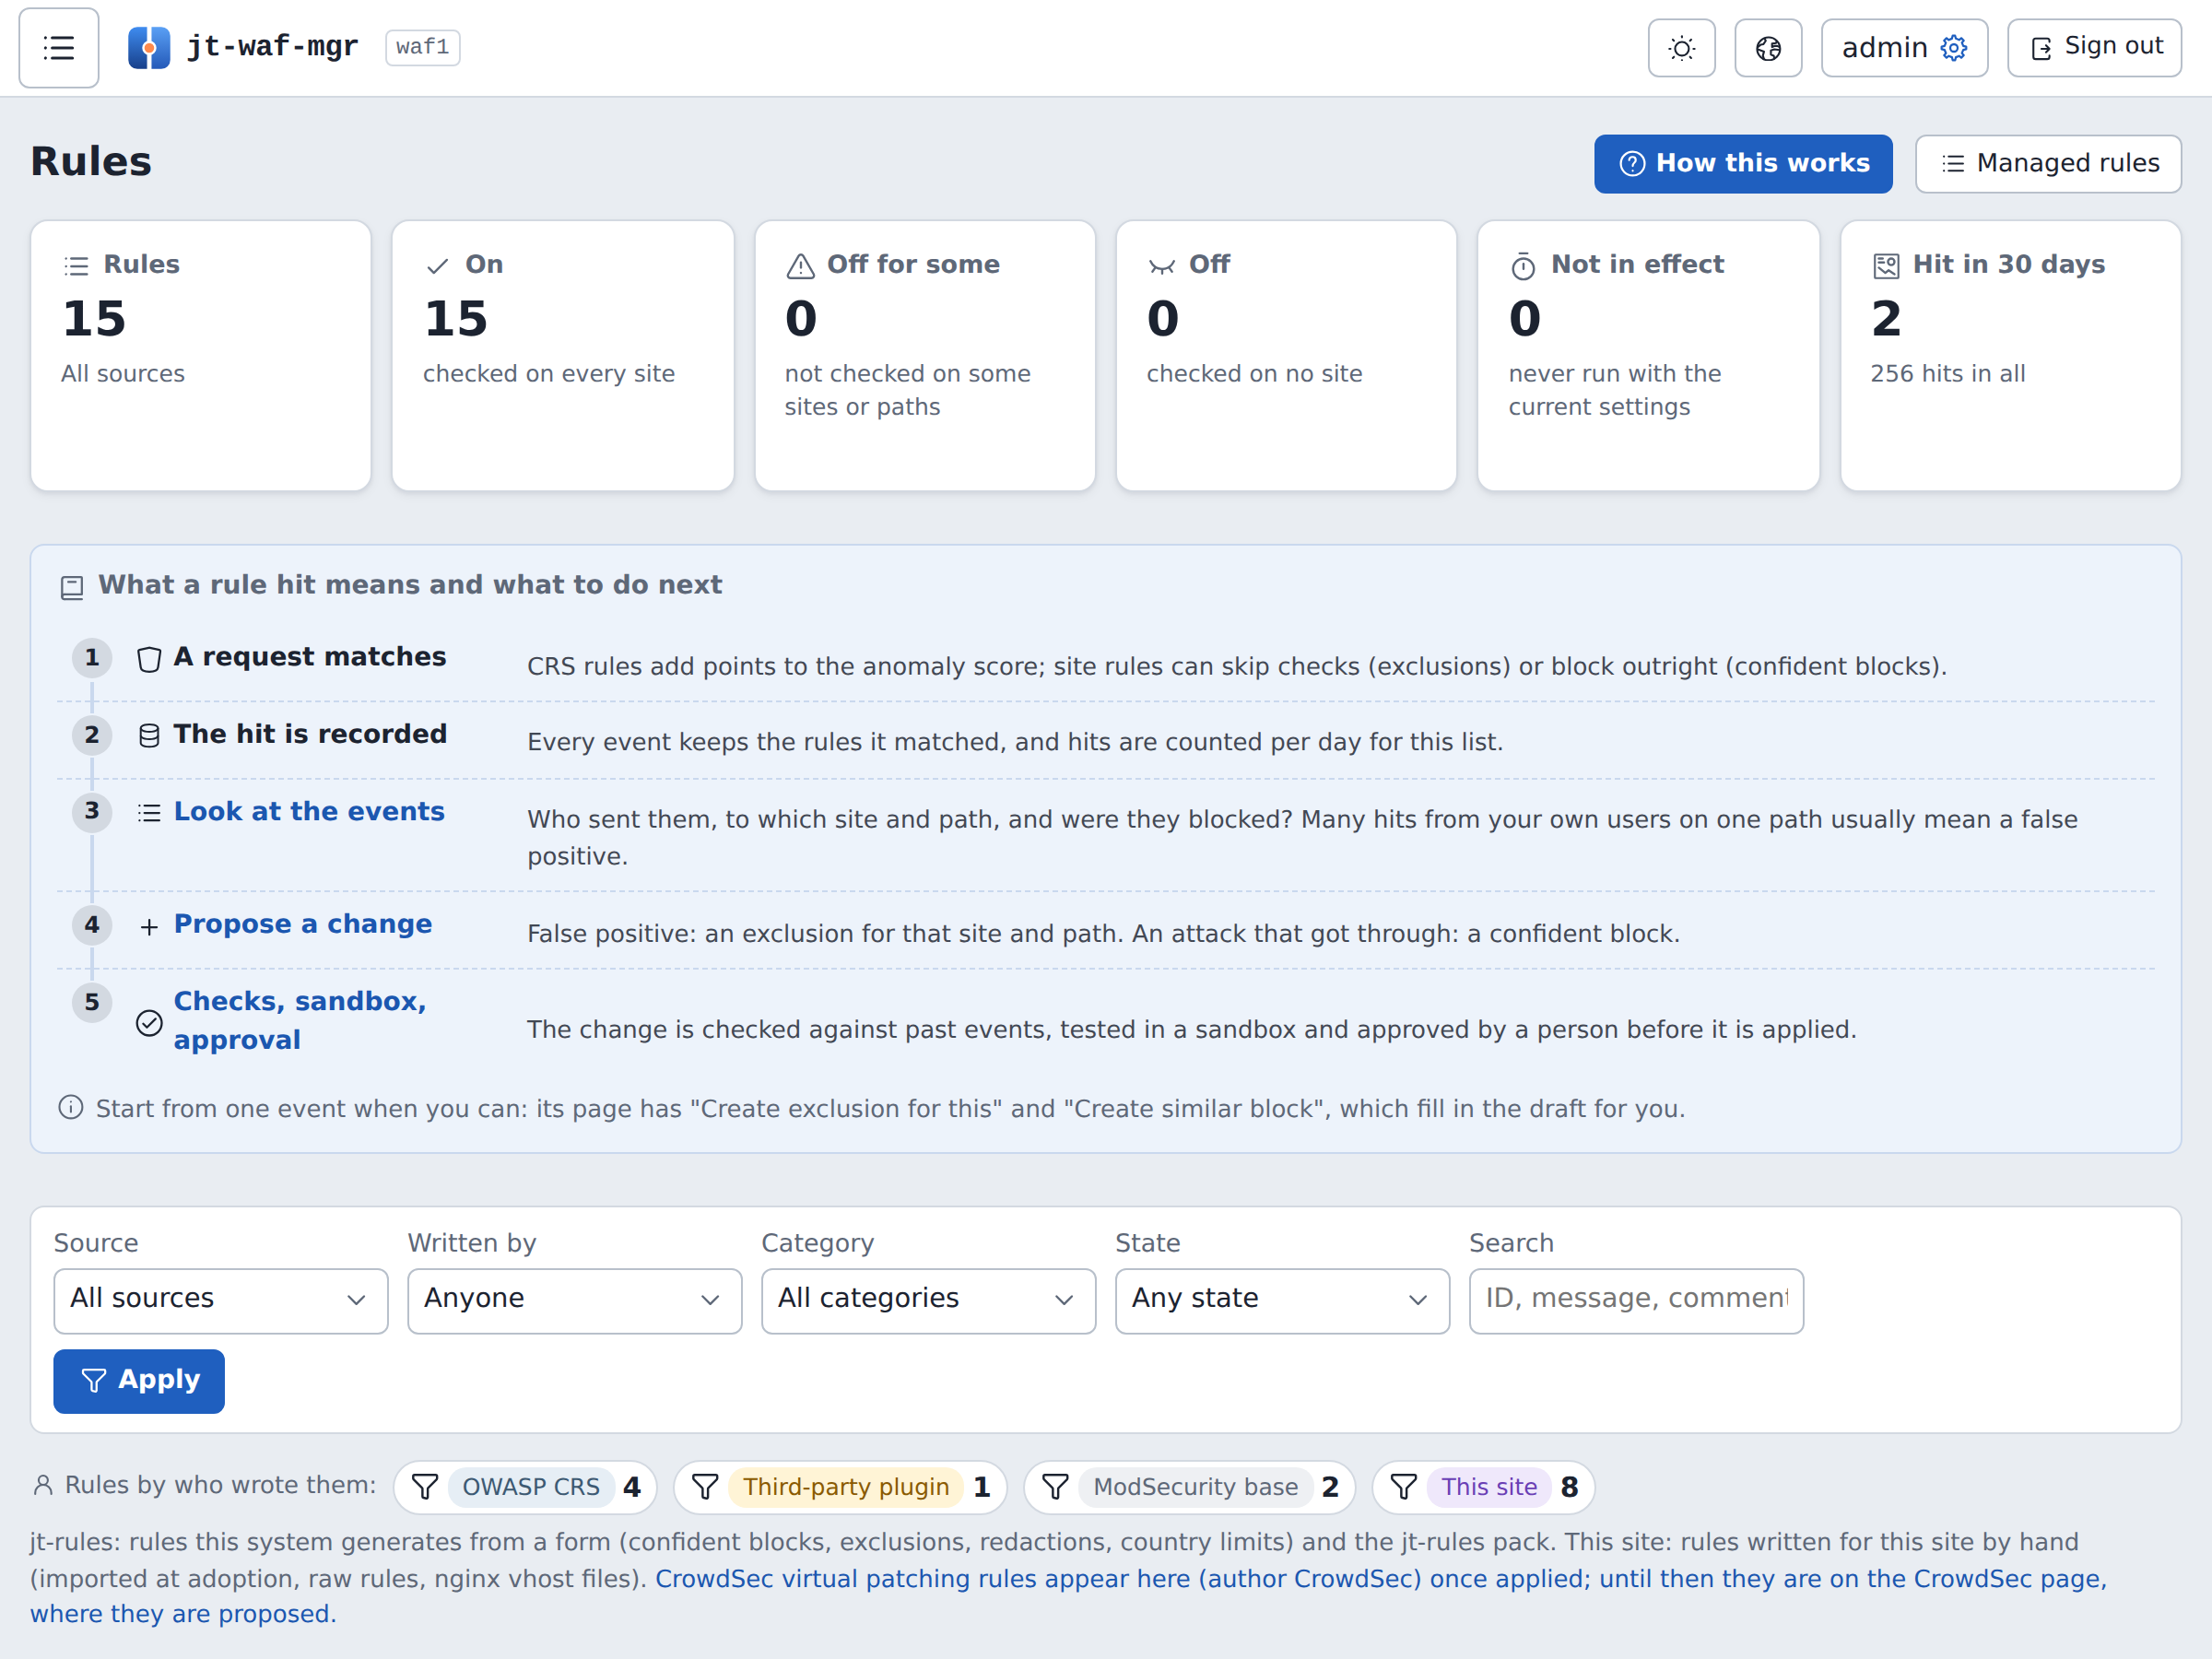 jt-waf-mgr
waf1
admin
Sign out
Rules
How this works
Managed rules
Rules
15
All sources
On
15
checked on every site
Off for some
0
not checked on some
sites or paths
Off
0
checked on no site
Not in effect
0
never run with the
current settings
Hit in 30 days
2
256 hits in all
What a rule hit means and what to do next
1 A request matches
CRS rules add points to the anomaly score; site rules can skip checks (exclusions) or block outright (confident blocks).
2 The hit is recorded
Every event keeps the rules it matched, and hits are counted per day for this list.
3 Look at the events
Who sent them, to which site and path, and were they blocked? Many hits from your own users on one path usually mean a false
positive.
4 Propose a change
False positive: an exclusion for that site and path. An attack that got through: a confident block.
5 Checks, sandbox,
approval
The change is checked against past events, tested in a sandbox and approved by a person before it is applied.
Start from one event when you can: its page has "Create exclusion for this" and "Create similar block", which fill in the draft for you.
Source
All sources
Written by
Anyone
Category
All categories
State
Any state
Search
ID, message, comment
Apply
Rules by who wrote them: OWASP CRS 4 Third-party plugin 1 ModSecurity base 2 This site 8
jt-rules: rules this system generates from a form (confident blocks, exclusions, redactions, country limits) and the jt-rules pack. This site: rules written for this site by hand
(imported at adoption, raw rules, nginx vhost files). CrowdSec virtual patching rules appear here (author CrowdSec) once applied; until then they are on the CrowdSec page,
where they are proposed.